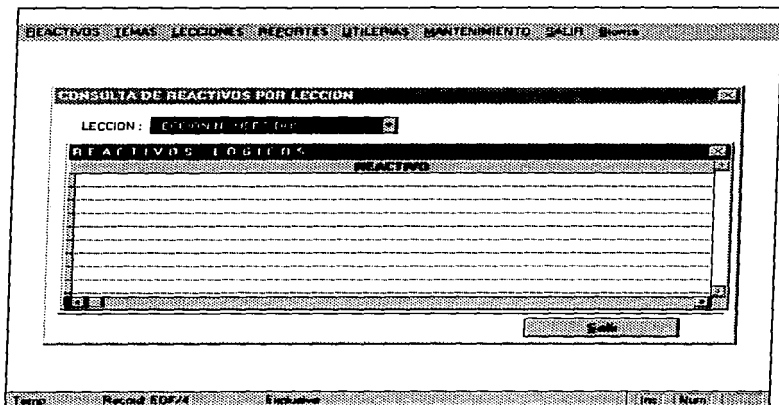 REACTIVOS TEMAS LECCIONES REPORTES UTILERIAS MANTENIMIENTO SALIR
CONSULTA DE REACTIVOS POR LECCION
LECCION :
REACTIVOS LOGICOS
REACTIVO
Salir
Temp Record EOF/4 Exclusive Ins Num